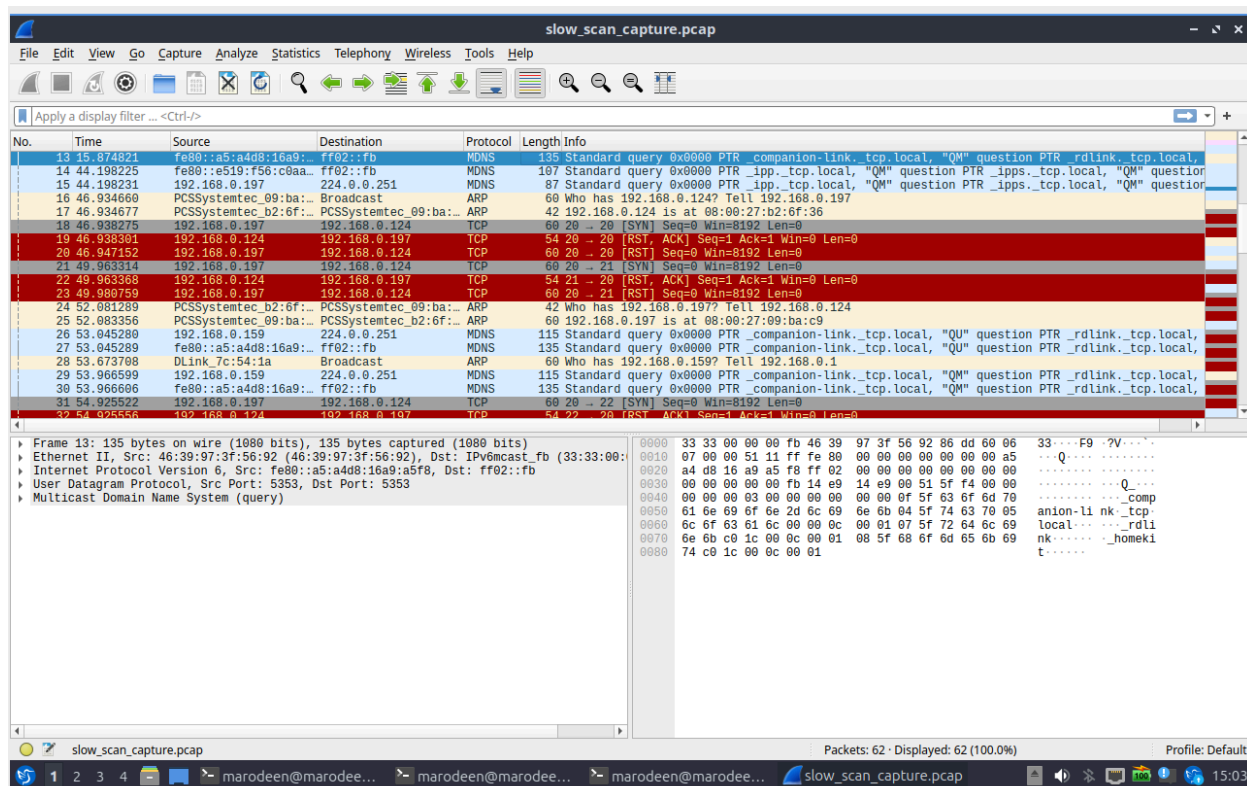 slow_scan_capture.pcap
File Edit View Go Capture Analyze Statistics Telephony Wireless Tools Help
Apply a display filter ... <Ctrl-/>
No. Time Source Destination Protocol Length Info
13 15.874821 fe80::a5:a4d8:16a9:… ff02::fb MDNS 135 Standard query 0x0000 PTR _companion-link._tcp.local, "QM" question PTR _rdlink._tcp.local,
14 44.198225 fe80::e519:f56:c0aa… ff02::fb MDNS 107 Standard query 0x0000 PTR _ipp._tcp.local, "QM" question PTR _ipps._tcp.local, "QM" question
15 44.198231 192.168.0.197 224.0.0.251 MDNS 87 Standard query 0x0000 PTR _ipp._tcp.local, "QM" question PTR _ipps._tcp.local, "QM" question
16 46.934660 PCSSystemtec_09:ba:… Broadcast ARP 60 Who has 192.168.0.124? Tell 192.168.0.197
17 46.934677 PCSSystemtec_b2:6f:… PCSSystemtec_09:ba:… ARP 42 192.168.0.124 is at 08:00:27:b2:6f:36
18 46.938275 192.168.0.197 192.168.0.124 TCP 60 20 → 20 [SYN] Seq=0 Win=8192 Len=0
19 46.938301 192.168.0.124 192.168.0.197 TCP 54 20 → 20 [RST, ACK] Seq=1 Ack=1 Win=0 Len=0
20 46.947152 192.168.0.197 192.168.0.124 TCP 60 20 → 20 [RST] Seq=0 Win=8192 Len=0
21 49.963314 192.168.0.197 192.168.0.124 TCP 60 20 → 21 [SYN] Seq=0 Win=8192 Len=0
22 49.963368 192.168.0.124 192.168.0.197 TCP 54 21 → 20 [RST, ACK] Seq=1 Ack=1 Win=0 Len=0
23 49.980759 192.168.0.197 192.168.0.124 TCP 60 20 → 21 [RST] Seq=0 Win=8192 Len=0
24 52.081289 PCSSystemtec_b2:6f:… PCSSystemtec_09:ba:… ARP 42 Who has 192.168.0.197? Tell 192.168.0.124
25 52.083356 PCSSystemtec_09:ba:… PCSSystemtec_b2:6f:… ARP 60 192.168.0.197 is at 08:00:27:09:ba:c9
26 53.045280 192.168.0.159 224.0.0.251 MDNS 115 Standard query 0x0000 PTR _companion-link._tcp.local, "QU" question PTR _rdlink._tcp.local,
27 53.045289 fe80::a5:a4d8:16a9:… ff02::fb MDNS 135 Standard query 0x0000 PTR _companion-link._tcp.local, "QU" question PTR _rdlink._tcp.local,
28 53.673708 DLink_7c:54:1a Broadcast ARP 60 Who has 192.168.0.159? Tell 192.168.0.1
29 53.966599 192.168.0.159 224.0.0.251 MDNS 115 Standard query 0x0000 PTR _companion-link._tcp.local, "QM" question PTR _rdlink._tcp.local,
30 53.966606 fe80::a5:a4d8:16a9:… ff02::fb MDNS 135 Standard query 0x0000 PTR _companion-link._tcp.local, "QM" question PTR _rdlink._tcp.local,
31 54.925522 192.168.0.197 192.168.0.124 TCP 60 20 → 22 [SYN] Seq=0 Win=8192 Len=0
32 54.925556 192.168.0.124 192.168.0.197 TCP 54 22 → 20 [RST, ACK] Seq=1 Ack=1 Win=0 Len=0
Frame 13: 135 bytes on wire (1080 bits), 135 bytes captured (1080 bits)
Ethernet II, Src: 46:39:97:3f:56:92 (46:39:97:3f:56:92), Dst: IPv6mcast_fb (33:33:00:
Internet Protocol Version 6, Src: fe80::a5:a4d8:16a9:a5f8, Dst: ff02::fb
User Datagram Protocol, Src Port: 5353, Dst Port: 5353
Multicast Domain Name System (query)
0000 33 33 00 00 00 fb 46 39 97 3f 56 92 86 dd 60 06 33····F9 ·?V···`·
0010 07 00 00 51 11 ff fe 80 00 00 00 00 00 00 00 a5 ···Q···· ········
0020 a4 d8 16 a9 a5 f8 ff 02 00 00 00 00 00 00 00 00 ········ ········
0030 00 00 00 00 00 fb 14 e9 14 e9 00 51 5f f4 00 00 ········ ···Q_···
0040 00 00 00 03 00 00 00 00 00 00 0f 5f 63 6f 6d 70 ········ ···_comp
0050 61 6e 69 6f 6e 2d 6c 69 6e 6b 04 5f 74 63 70 05 anion-li nk·_tcp·
0060 6c 6f 63 61 6c 00 00 0c 00 01 07 5f 72 64 6c 69 local··· ···_rdli
0070 6e 6b c0 1c 00 0c 00 01 08 5f 68 6f 6d 65 6b 69 nk······ ·_homeki
0080 74 c0 1c 00 0c 00 01 t······
slow_scan_capture.pcap Packets: 62 · Displayed: 62 (100.0%) Profile: Default
1 2 3 4 marodeen@marodee... marodeen@marodee... marodeen@marodee... slow_scan_capture.pcap 100 15:03